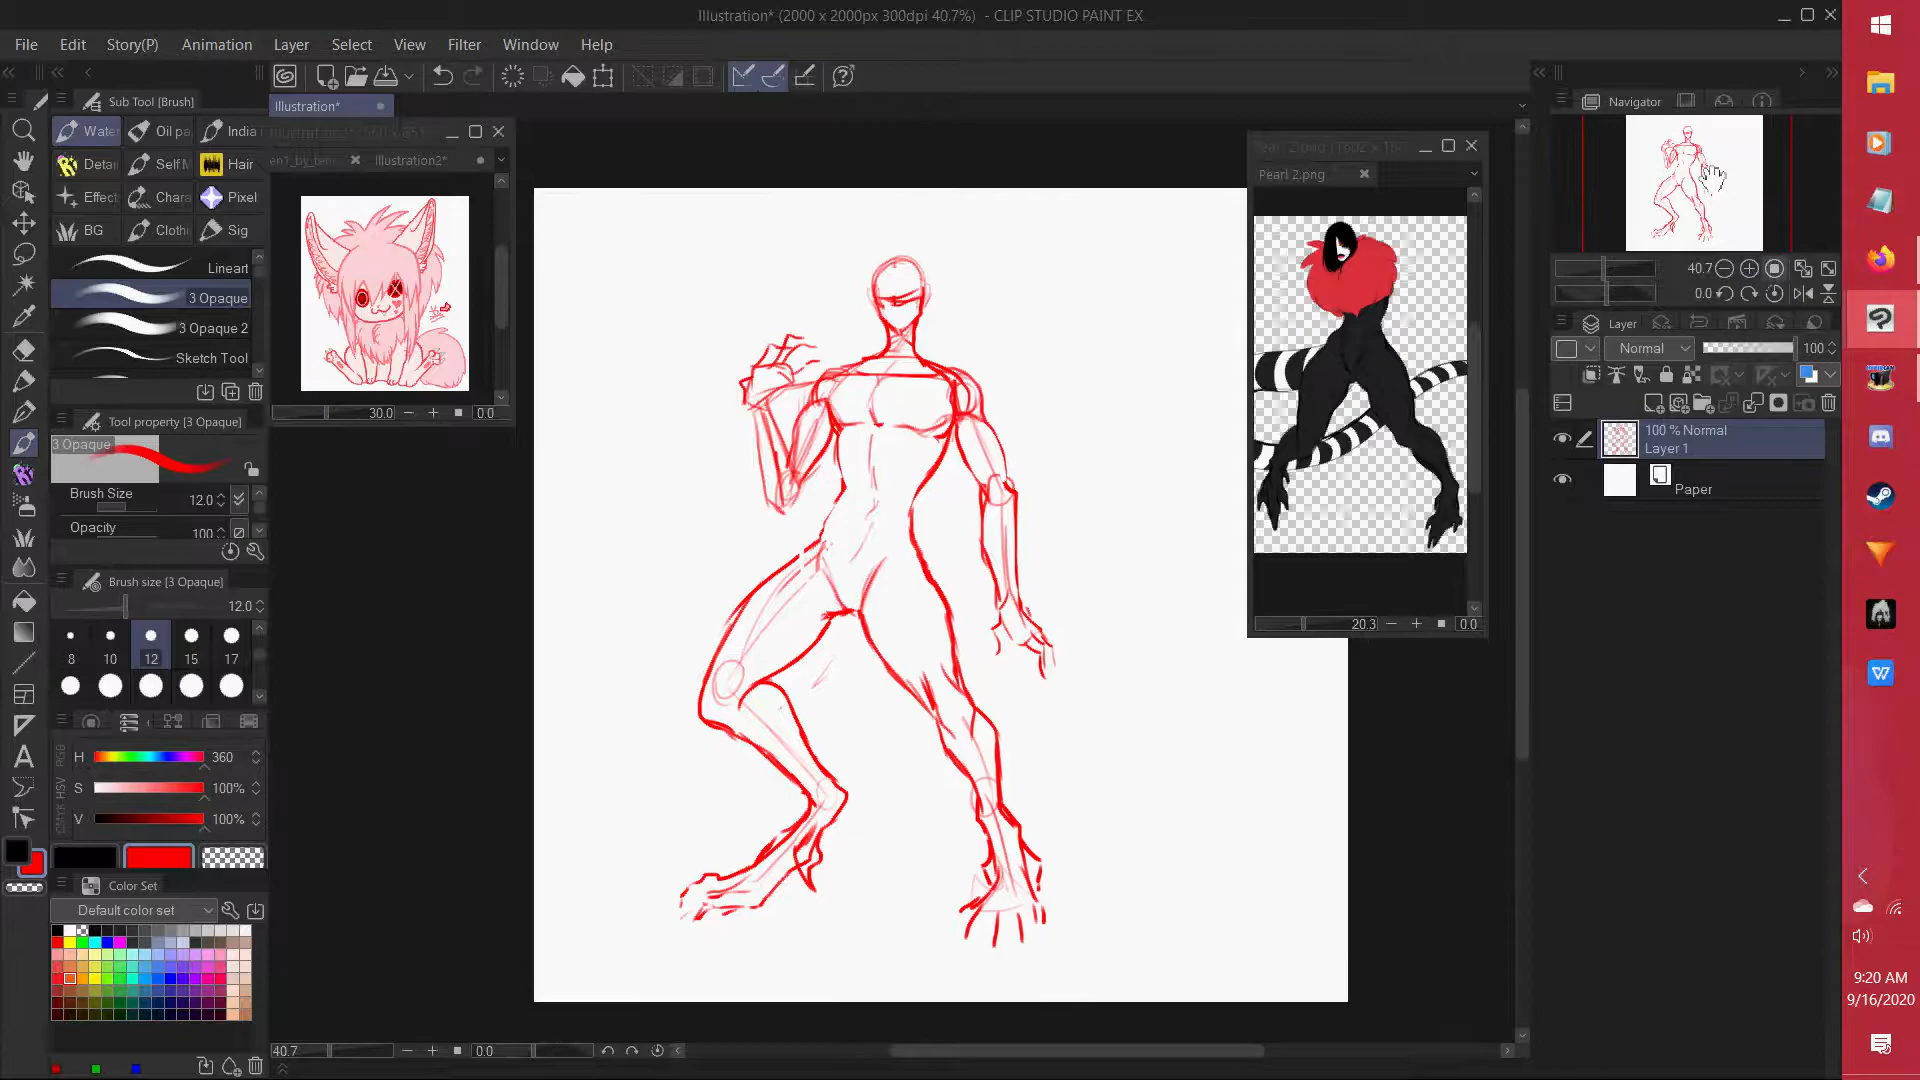 Illustration* (2000 x 2000px 300dpi 40.7%) - CLIP STUDIO PAINT EX
File Edit Story(P) Animation Layer Select View Filter Window Help
Sub Tool [Brush]
Water Oil pa India
Deta Self M Hair
Effect Chara Pixel
BG Cloth Sig
Lineart
3 Opaque
3 Opaque 2
Sketch Tool
Tool property [3 Opaque]
3 Opaque
Brush Size 12.0
Opacity 100
Brush size [3 Opaque]
12.0
8 10 12 15 17
RGB
HSV
CMYK
H 360
S 100%
V 100%
Color Set
Default color set
Illustration*
en1_by_ Illustration2*
30.0 0.0
Pearl 2.png
20.3 0.0
40.7 0.0
Navigator
40.7
0.0
Layer
Normal 100
100 % Normal
Layer 1
Paper
W
9:20 AM
9/16/2020